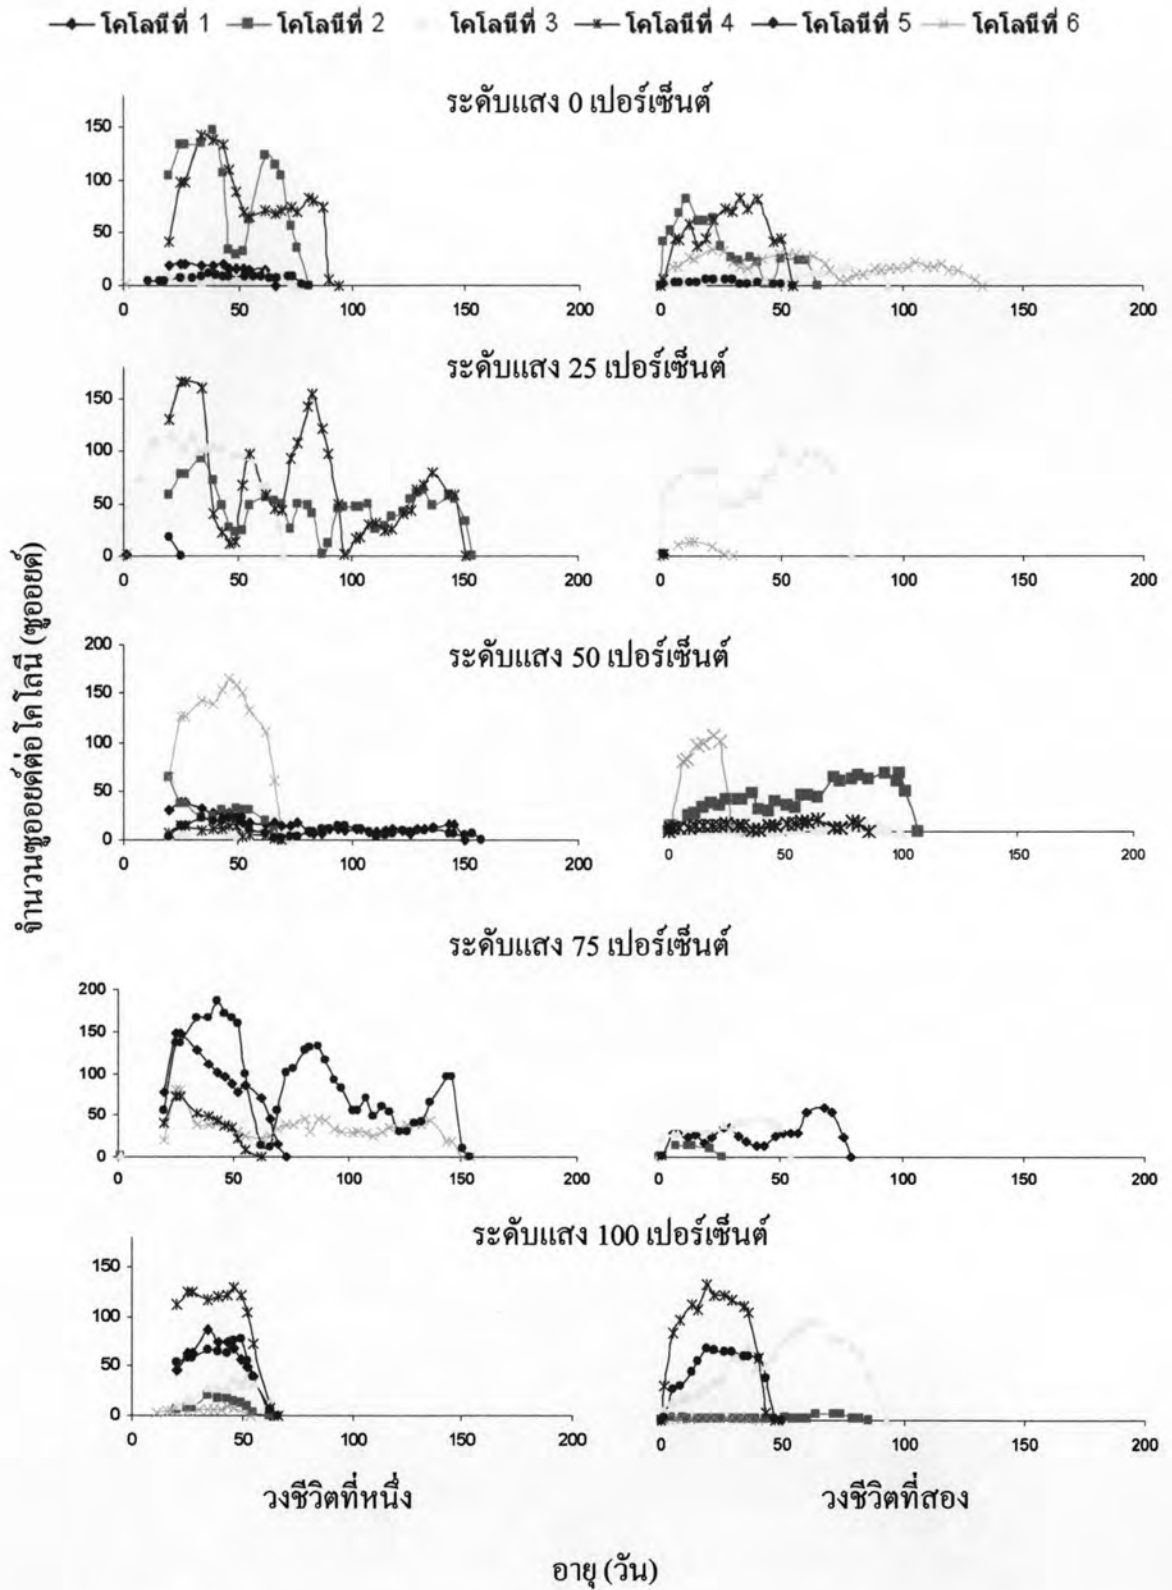 โคโลนีที่ 1 โคโลนีที่ 2 โคโลนีที่ 3 โคโลนีที่ 4 โคโลนีที่ 5 โคโลนีที่ 6
ระดับแสง 0 เปอร์เซ็นต์
150
100
50
0
0 50 100 150 200
0 50 100 150 200
ระดับแสง 25 เปอร์เซ็นต์
150
100
50
0
0 50 100 150 200
0 50 100 150 200
จำนวนซูออยด์ต่อโคโลนี (ซูออยด์)
ระดับแสง 50 เปอร์เซ็นต์
200
150
100
50
0
0 50 100 150 200
0 50 100 150 200
ระดับแสง 75 เปอร์เซ็นต์
200
150
100
50
0
0 50 100 150 200
0 50 100 150 200
ระดับแสง 100 เปอร์เซ็นต์
150
100
50
0
0 50 100 150 200
0 50 100 150 200
วงชีวิตที่หนึ่ง วงชีวิตที่สอง
อายุ (วัน)